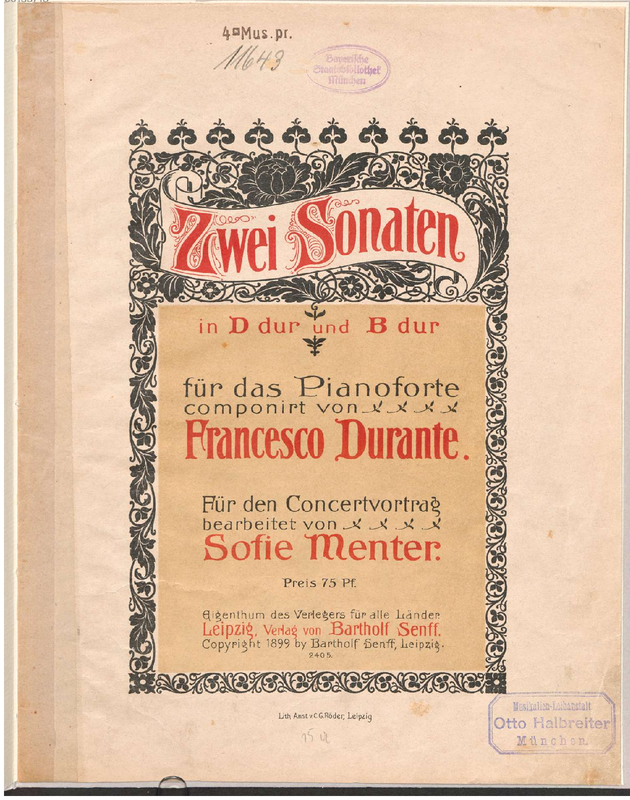 4°Mus.pr.
11643
Bayerische
Staatsbibliothek
München
Zwei Sonaten
in D dur und B dur
für das Pianoforte
componirt von
Francesco Durante.
Für den Concertvortrag
bearbeitet von
Sofie Menter.
Preis 75 Pf.
Eigenthum des Verlegers für alle Länder
Leipzig, Verlag von Bartholf Senff.
Copyright 1899 by Bartholf Senff, Leipzig.
2405.
Lith Anst v. C.G. Röder, Leipzig
Musikalien-Leihanstalt
Otto Halbreiter
München.